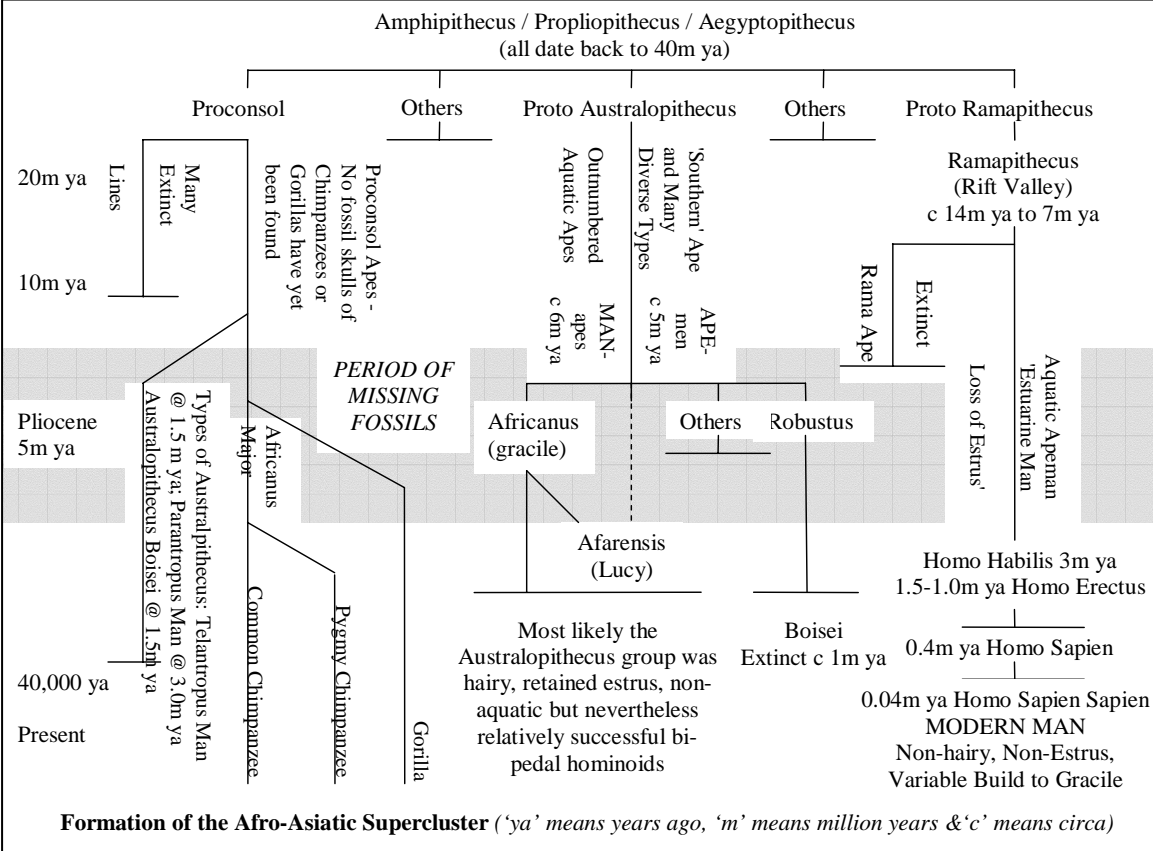 Amphipithecus / Propliopithecus / Aegyptopithecus
(all date back to 40m ya)
Proconsol
Others
Proto Australopithecus
Others
Proto Ramapithecus
20m ya
10m ya
Lines
Many
Extinct
Proconsol Apes -
No fossil skulls of
Chimpanzees or
Gorillas have yet
been found
Outnumbered
Aquatic Apes
'Southern' Ape
and Many
Diverse Types
MAN-
apes
c 6m ya
APE-
men
c 5m ya
Ramapithecus
(Rift Valley)
c 14m ya to 7m ya
Rama Ape
Extinct
PERIOD OF
MISSING
FOSSILS
Pliocene
5m ya
Types of Australpithecus: Telantropus Man
@ 1.5 m ya; Parantropus Man @ 3.0m ya
Australopithecus Boisei @ 1.5m ya
Africanus
Major
Africanus
(gracile)
Others
Robustus
Aquatic Apeman
'Estuarine Man
Loss of Estrus'
Afarensis
(Lucy)
Homo Habilis 3m ya
1.5-1.0m ya Homo Erectus
0.4m ya Homo Sapien
0.04m ya Homo Sapien Sapien
MODERN MAN
Non-hairy, Non-Estrus,
Variable Build to Gracile
Most likely the
Australopithecus group was
hairy, retained estrus, non-
aquatic but nevertheless
relatively successful bi-
pedal hominoids
Boisei
Extinct c 1m ya
40,000 ya
Present
Common Chimpanzee
Pygmy Chimpanzee
Gorilla
Formation of the Afro-Asiatic Supercluster ('ya' means years ago, 'm' means million years &'c' means circa)